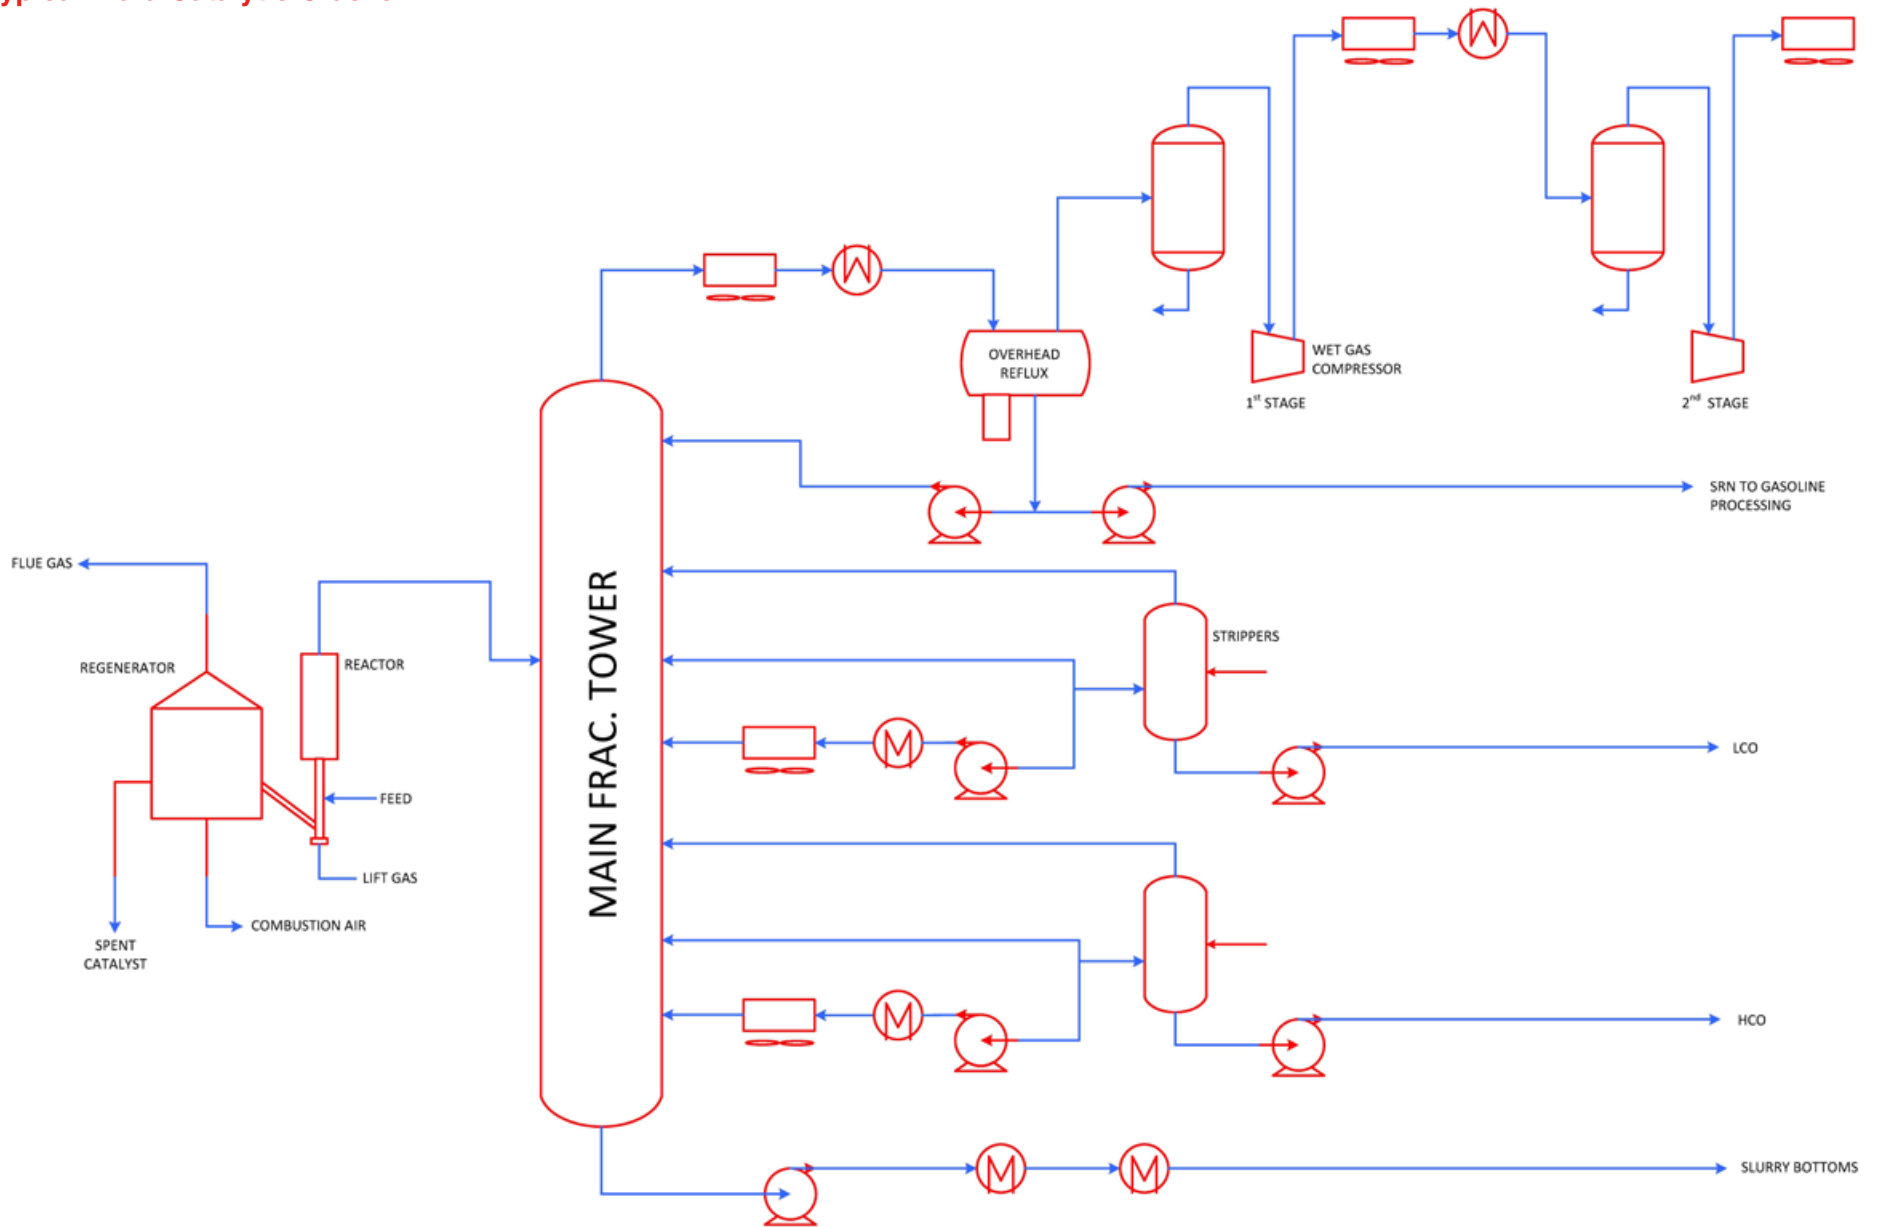 OVERHEAD
REFLUX
WET GAS
COMPRESSOR
1st STAGE
2nd STAGE
SRN TO GASOLINE
PROCESSING
FLUE GAS
REGENERATOR
REACTOR
FEED
LIFT GAS
COMBUSTION AIR
SPENT
CATALYST
MAIN FRAC. TOWER
STRIPPERS
LCO
HCO
SLURRY BOTTOMS